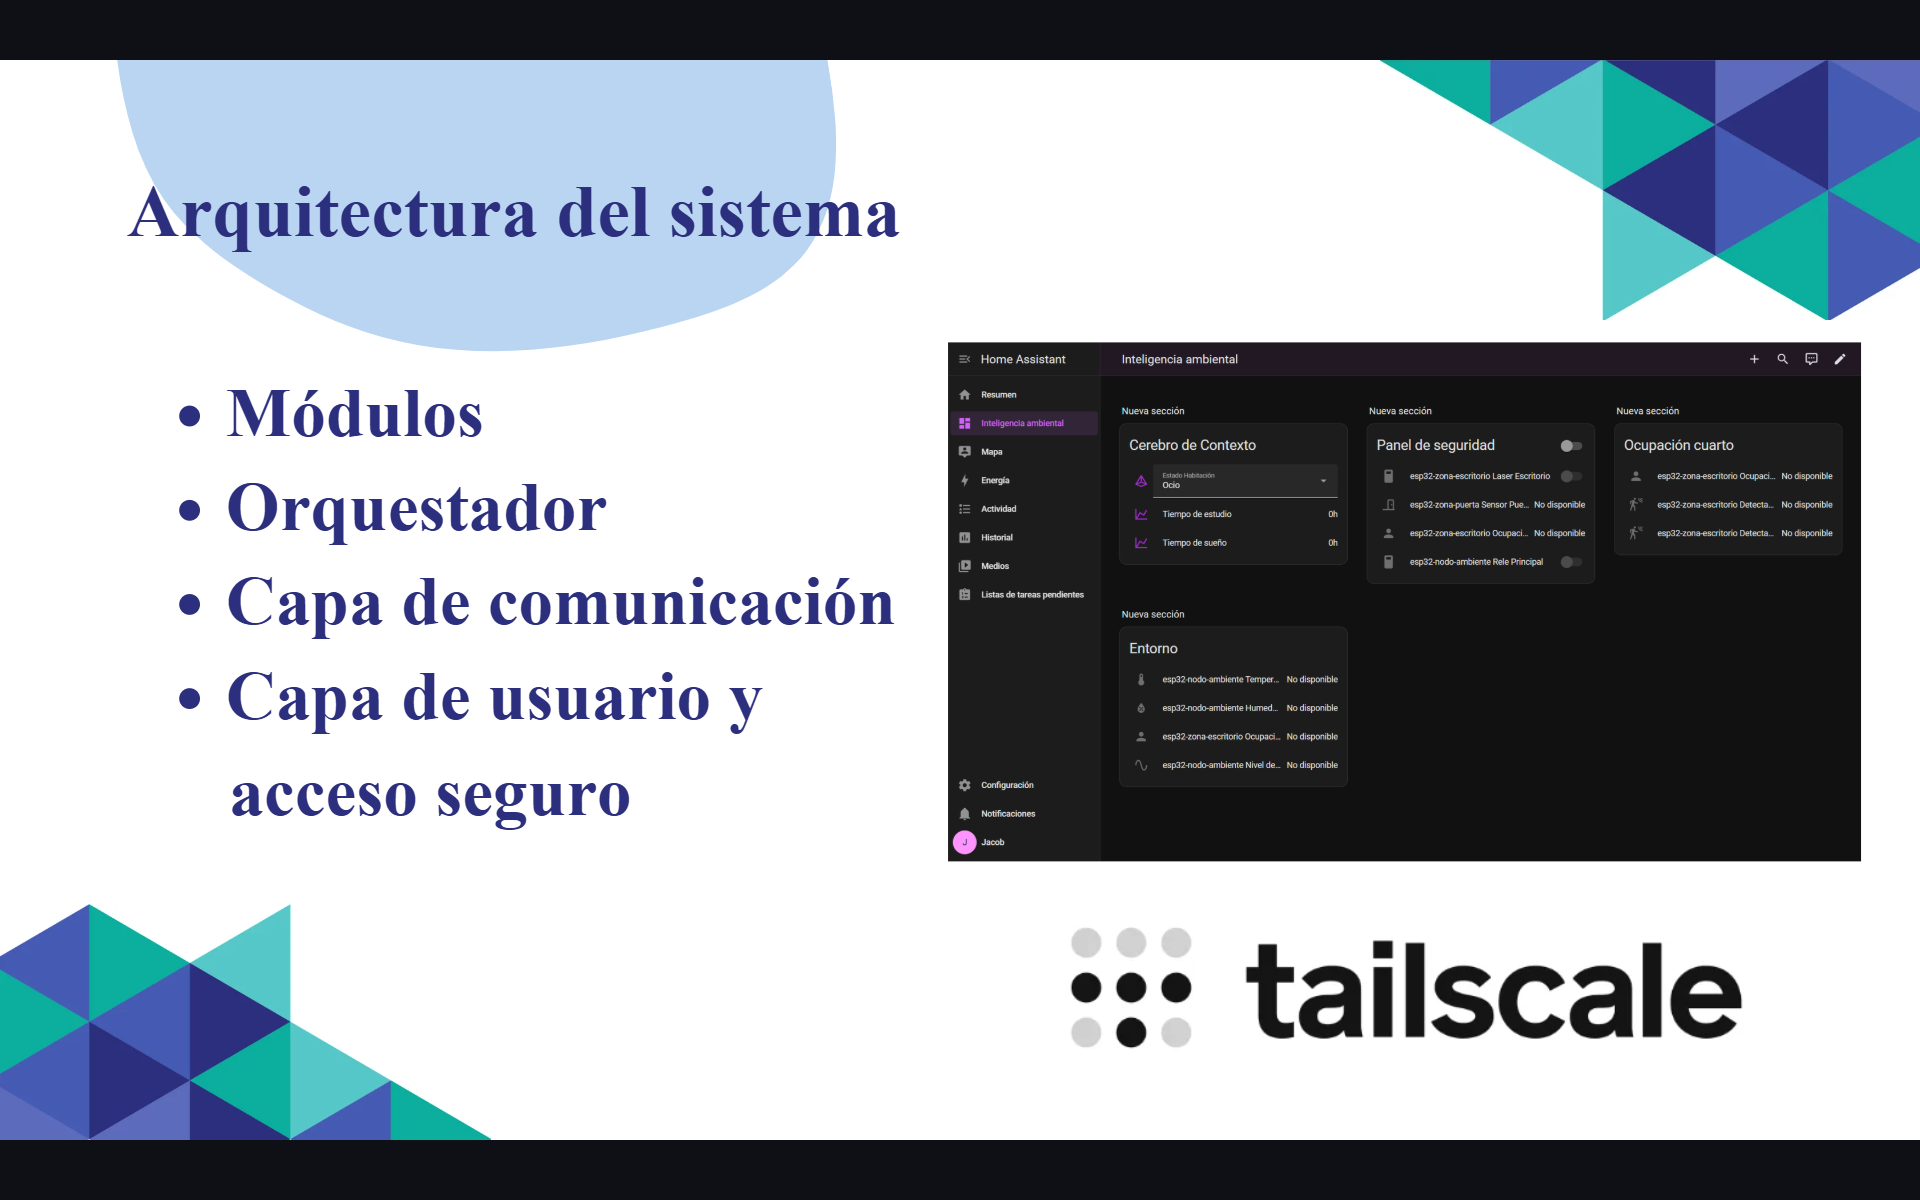 Arquitectura del sistema
• Módulos
• Orquestador
• Capa de comunicación
• Capa de usuario y
acceso seguro
Home Assistant
Resumen
Inteligencia ambiental
Mapa
Energía
Actividad
Historial
Medios
Listas de tareas pendientes
Configuración
Notificaciones
J Jacob
Inteligencia ambiental
Nueva sección
Cerebro de Contexto
Estado Habitación
Ocio
Tiempo de estudio 0h
Tiempo de sueño 0h
Nueva sección
Panel de seguridad
esp32-zona-escritorio Laser Escritorio
esp32-zona-puerta Sensor Pue... No disponible
esp32-zona-escritorio Ocupaci... No disponible
esp32-nodo-ambiente Rele Principal
Nueva sección
Ocupación cuarto
esp32-zona-escritorio Ocupaci... No disponible
esp32-zona-escritorio Detecta... No disponible
esp32-zona-escritorio Detecta... No disponible
Nueva sección
Entorno
esp32-nodo-ambiente Temper... No disponible
esp32-nodo-ambiente Humed... No disponible
esp32-zona-escritorio Ocupaci... No disponible
esp32-nodo-ambiente Nivel de... No disponible
tailscale